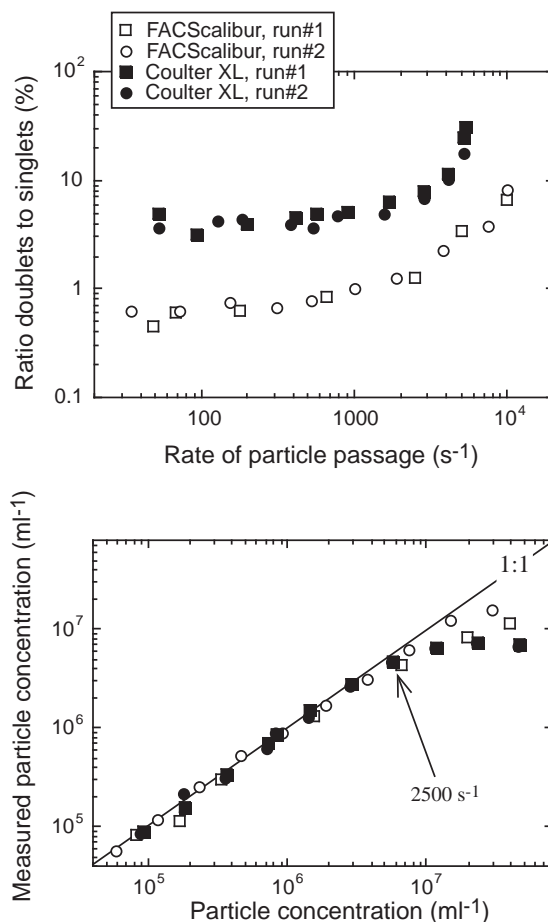 FACScalibur, run#1
FACScalibur, run#2
Coulter XL, run#1
Coulter XL, run#2
Ratio doublets to singlets (%)
10²
10
1
0.1
100 1000 10⁴
Rate of particle passage (s⁻¹)
Measured particle concentration (ml⁻¹)
1:1
10⁷
10⁶
2500 s⁻¹
10⁵
10⁵ 10⁶ 10⁷
Particle concentration (ml⁻¹)